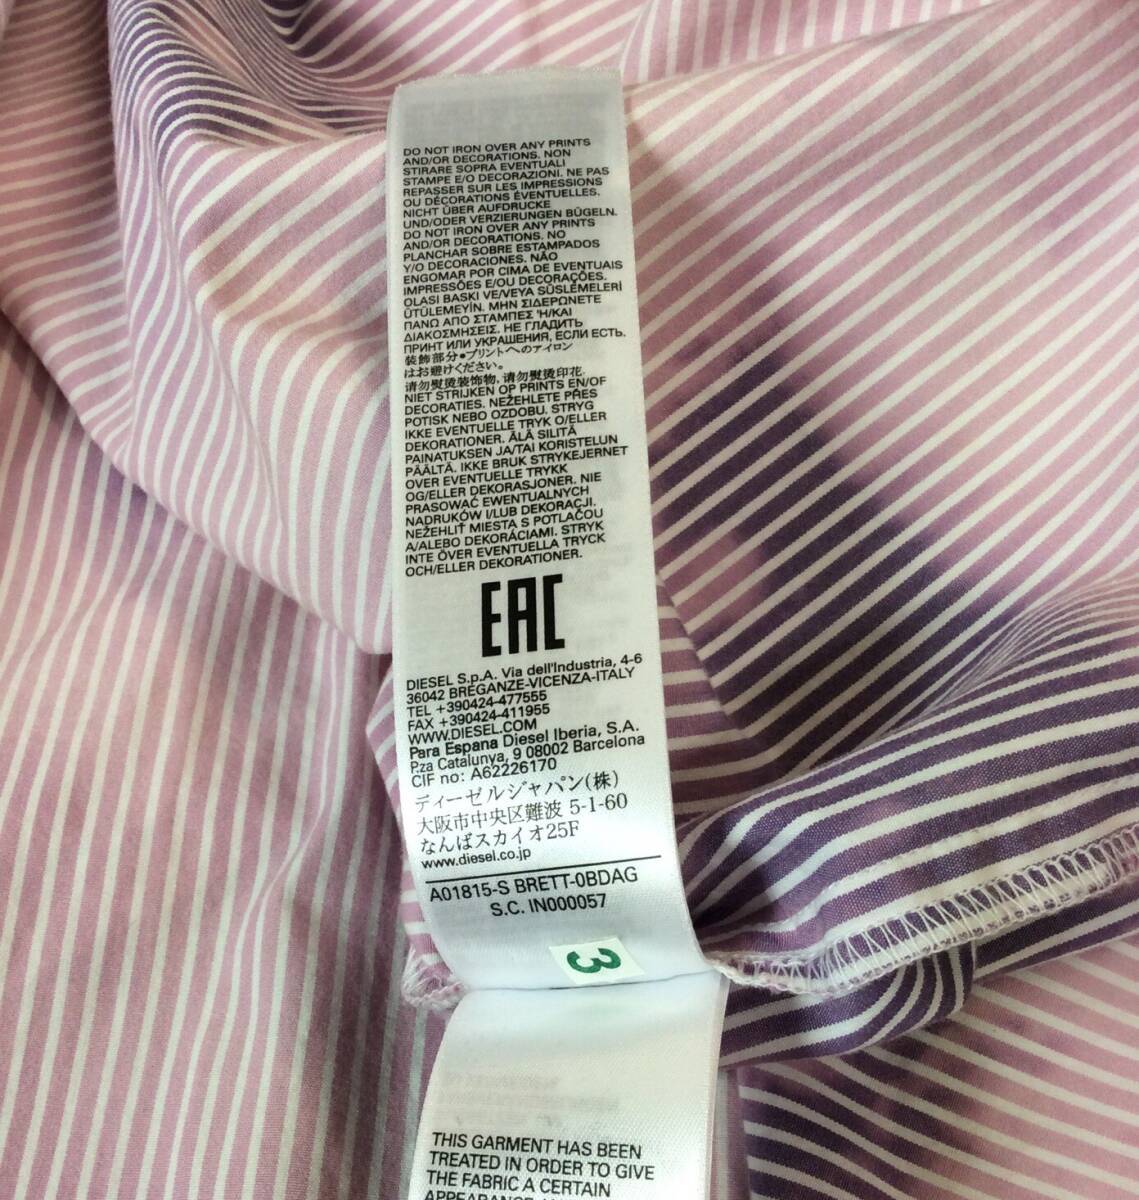 DO NOT IRON OVER ANY PRINTS
AND/OR DECORATIONS. NON
STIRARE SOPRA EVENTUALI
STAMPE E/O DECORAZIONI. NE PAS
REPASSER SUR LES IMPRESSIONS
OU DÉCORATIONS ÉVENTUELLES.
NICHT ÜBER AUFDRUCKE
UND/ODER VERZIERUNGEN BÜGELN.
DO NOT IRON OVER ANY PRINTS
AND/OR DECORATIONS. NO
PLANCHAR SOBRE ESTAMPADOS
Y/O DECORACIONES. NÃO
ENGOMAR POR CIMA DE EVENTUAIS
IMPRESSÕES E/OU DECORAÇÕES.
OLASI BASKI VE/VEYA SÜSLEMELERİ
ÜTÜLEMEYİN. ΜΗΝ ΣΙΔΕΡΩΝΕΤΕ
ΠΑΝΩ ΑΠΟ ΣΤΑΜΠΕΣ 'Η/ΚΑΙ
ΔΙΑΚΟΣΜΗΣΕΙΣ. НЕ ГЛАДИТЬ
ПРИНТ ИЛИ УКРАШЕНИЯ, ЕСЛИ ЕСТЬ.
装飾部分●プリントへのアイロン
はお避けください。
请勿熨烫装饰物, 请勿熨烫印花.
NIET STRIJKEN OP PRINTS EN/OF
DECORATIES. NEŽEHLETE PŘES
POTISK NEBO OZDOBU. STRYG
IKKE EVENTUELLE TRYK O/ELLER
DEKORATIONER. ÄLÄ SILITÄ
PAINATUKSEN JA/TAI KORISTELUN
PÄÄLTÄ. IKKE BRUK STRYKEJERNET
OVER EVENTUELLE TRYKK
OG/ELLER DEKORASJONER. NIE
PRASOWAĆ EWENTUALNYCH
NADRUKÓW I/LUB DEKORACJI.
NEŽEHLIŤ MIESTA S POTLAČOU
A/ALEBO DEKORÁCIAMI. STRYK
INTE ÖVER EVENTUELLA TRYCK
OCH/ELLER DEKORATIONER.
EAC
DIESEL S.p.A. Via dell'Industria, 4-6
36042 BREGANZE-VICENZA-ITALY
TEL +390424-477555
FAX +390424-411955
WWW.DIESEL.COM
Para Espana Diesel Iberia, S.A.
P.za Catalunya, 9 08002 Barcelona
CIF no: A62226170
ディーゼルジャパン(株)
大阪市中央区難波 5-1-60
なんばスカイオ25F
www.diesel.co.jp
A01815-S BRETT-0BDAG
S.C. IN000057
3
THIS GARMENT HAS BEEN
TREATED IN ORDER TO GIVE
THE FABRIC A CERTAIN